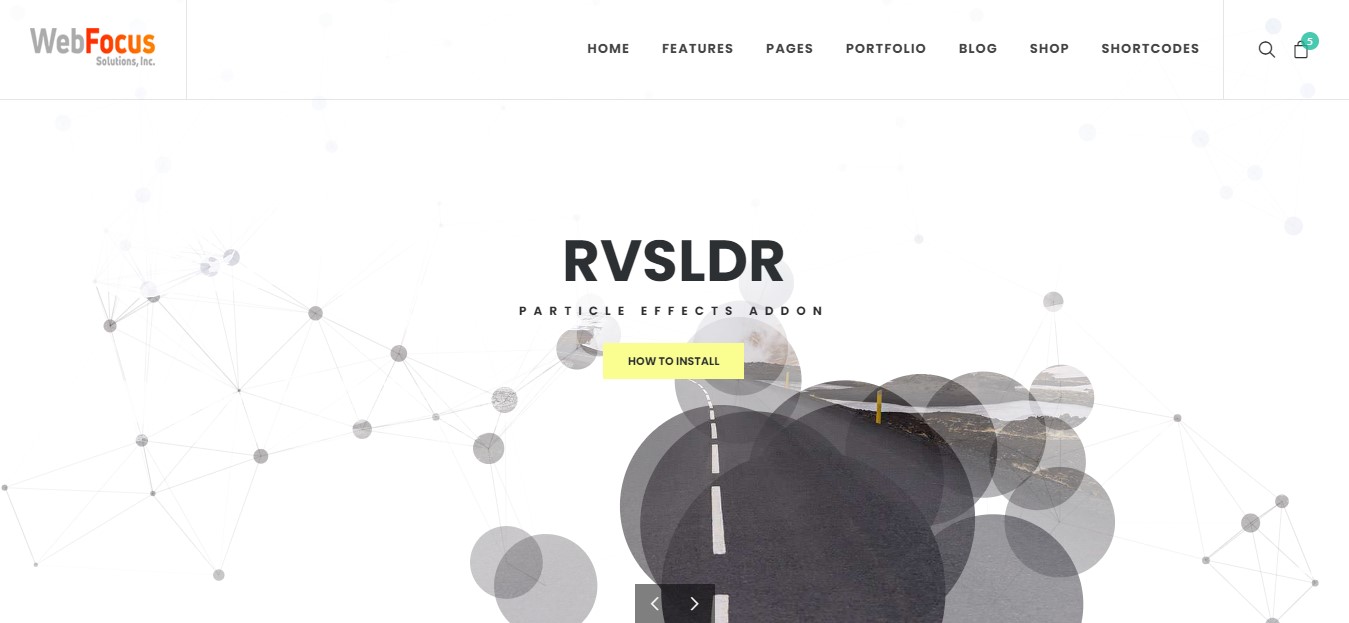 WebFocus
Solutions, Inc.
HOME FEATURES PAGES PORTFOLIO BLOG SHOP SHORTCODES
5
RVSLDR
PARTICLE EFFECTS ADDON
HOW TO INSTALL